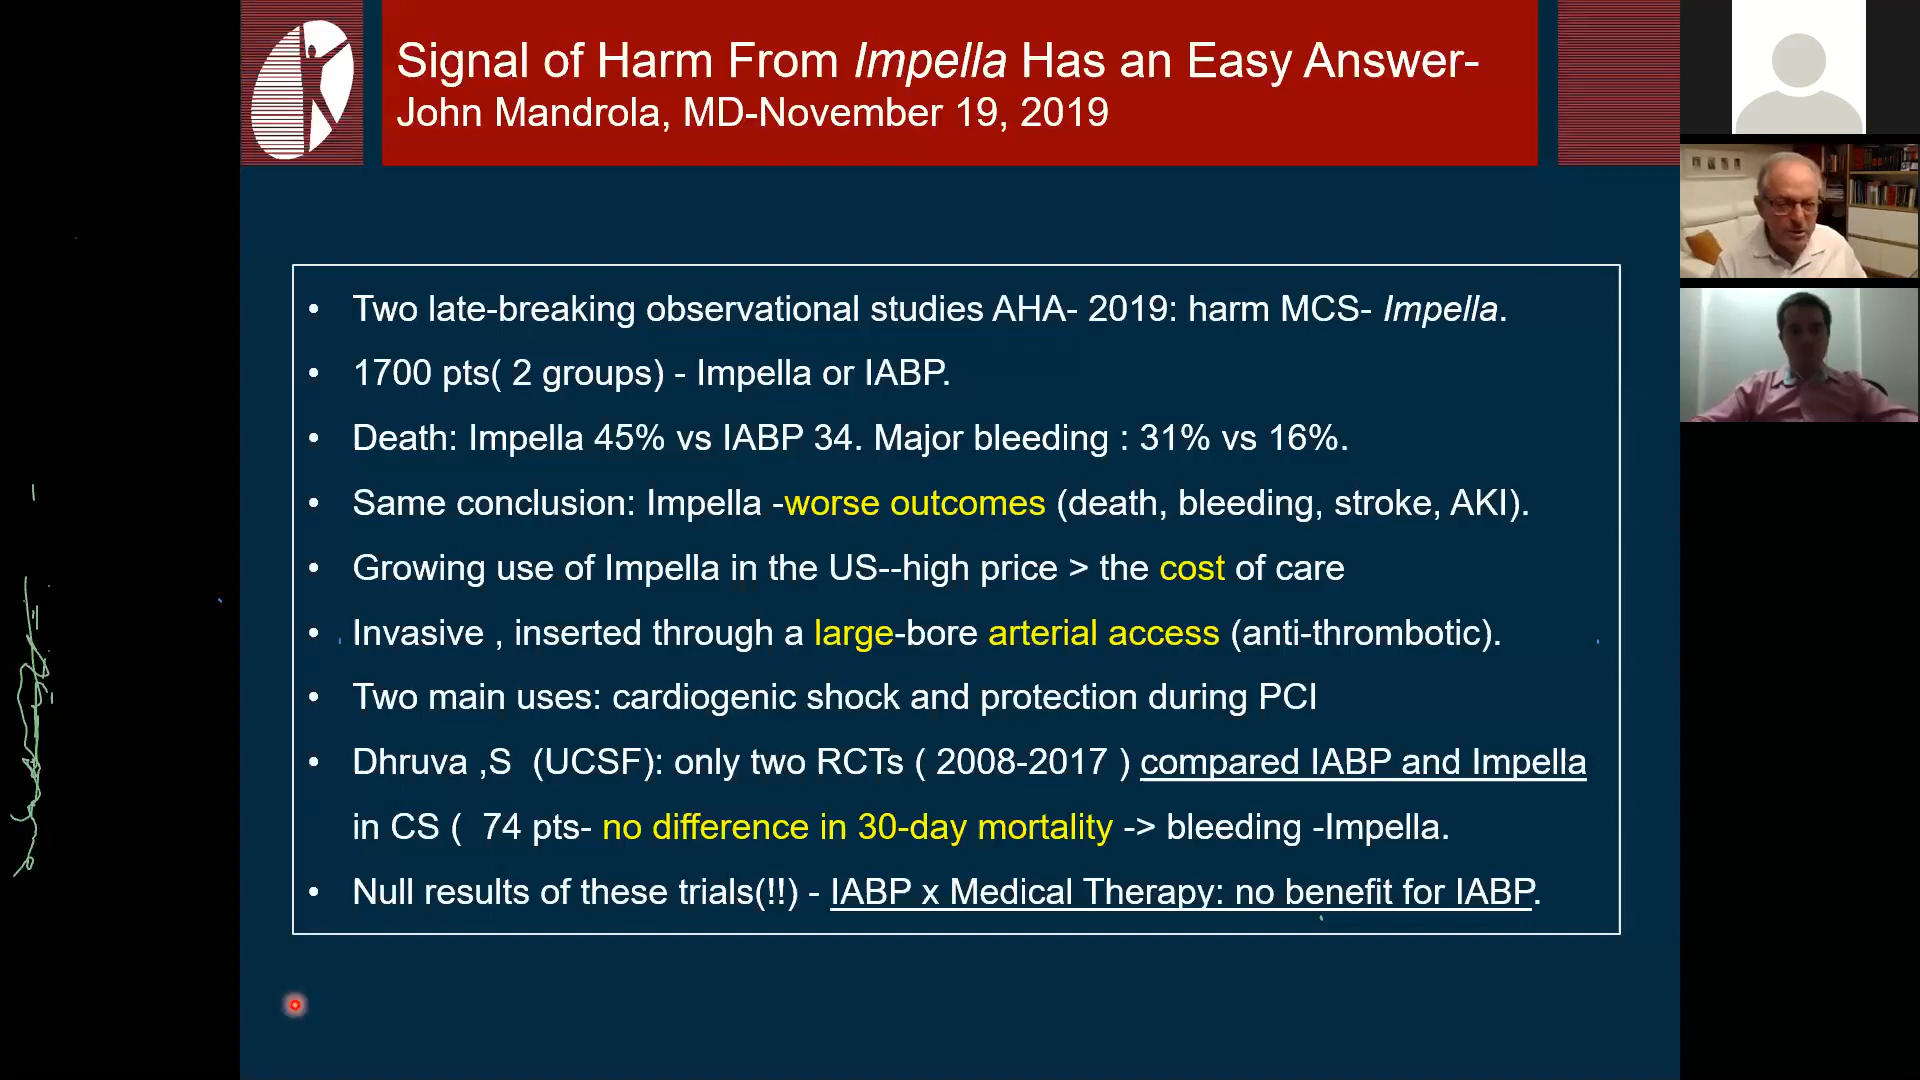 Signal of Harm From Impella Has an Easy Answer-
John Mandrola, MD-November 19, 2019
• Two late-breaking observational studies AHA- 2019: harm MCS- Impella.
• 1700 pts( 2 groups) - Impella or IABP.
• Death: Impella 45% vs IABP 34. Major bleeding : 31% vs 16%.
• Same conclusion: Impella -worse outcomes (death, bleeding, stroke, AKI).
• Growing use of Impella in the US--high price > the cost of care
• Invasive , inserted through a large-bore arterial access (anti-thrombotic).
• Two main uses: cardiogenic shock and protection during PCI
• Dhruva ,S (UCSF): only two RCTs ( 2008-2017 ) compared IABP and Impella
in CS ( 74 pts- no difference in 30-day mortality -> bleeding -Impella.
• Null results of these trials(!!) - IABP x Medical Therapy: no benefit for IABP.